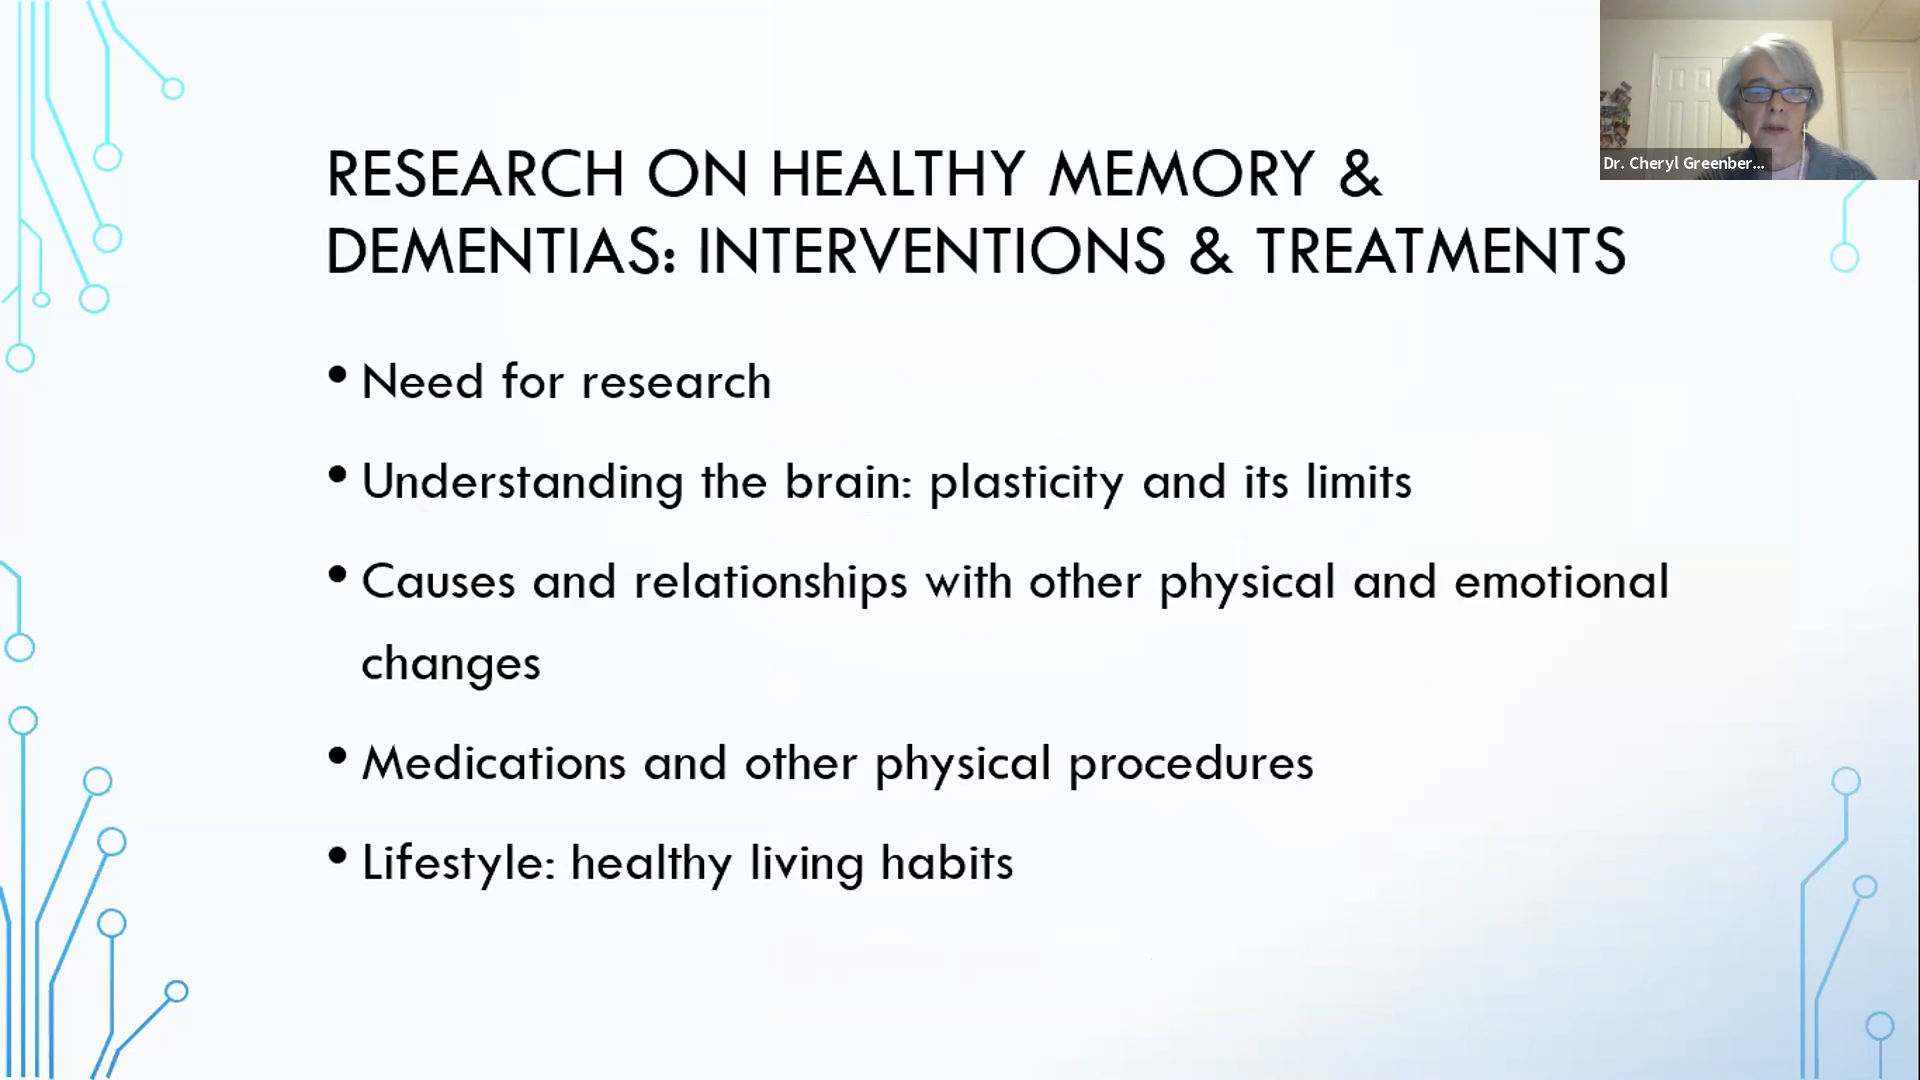 RESEARCH ON HEALTHY MEMORY &
DEMENTIAS: INTERVENTIONS & TREATMENTS
• Need for research
• Understanding the brain: plasticity and its limits
• Causes and relationships with other physical and emotional
changes
• Medications and other physical procedures
• Lifestyle: healthy living habits
Dr. Cheryl Greenber...